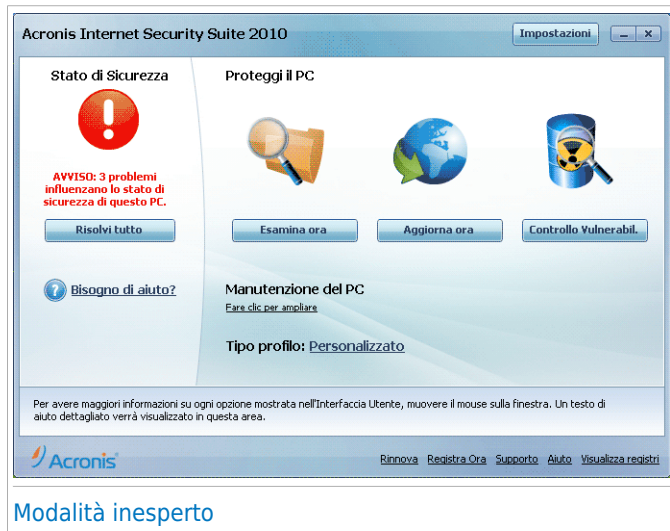 Acronis Internet Security Suite 2010
Impostazioni
Stato di Sicurezza
AVVISO: 3 problemi
influenzano lo stato di
sicurezza di questo PC.
Risolvi tutto
Bisogno di aiuto?
Proteggi il PC
Esamina ora
Aggiorna ora
Controllo Vulnerabil.
Manutenzione del PC
Fare clic per ampliare
Tipo profilo: Personalizzato
Per avere maggiori informazioni su ogni opzione mostrata nell'Interfaccia Utente, muovere il mouse sulla finestra. Un testo di
aiuto dettagliato verrà visualizzato in questa area.
Acronis
Rinnova Registra Ora Supporto Aiuto Visualizza registri
Modalità inesperto